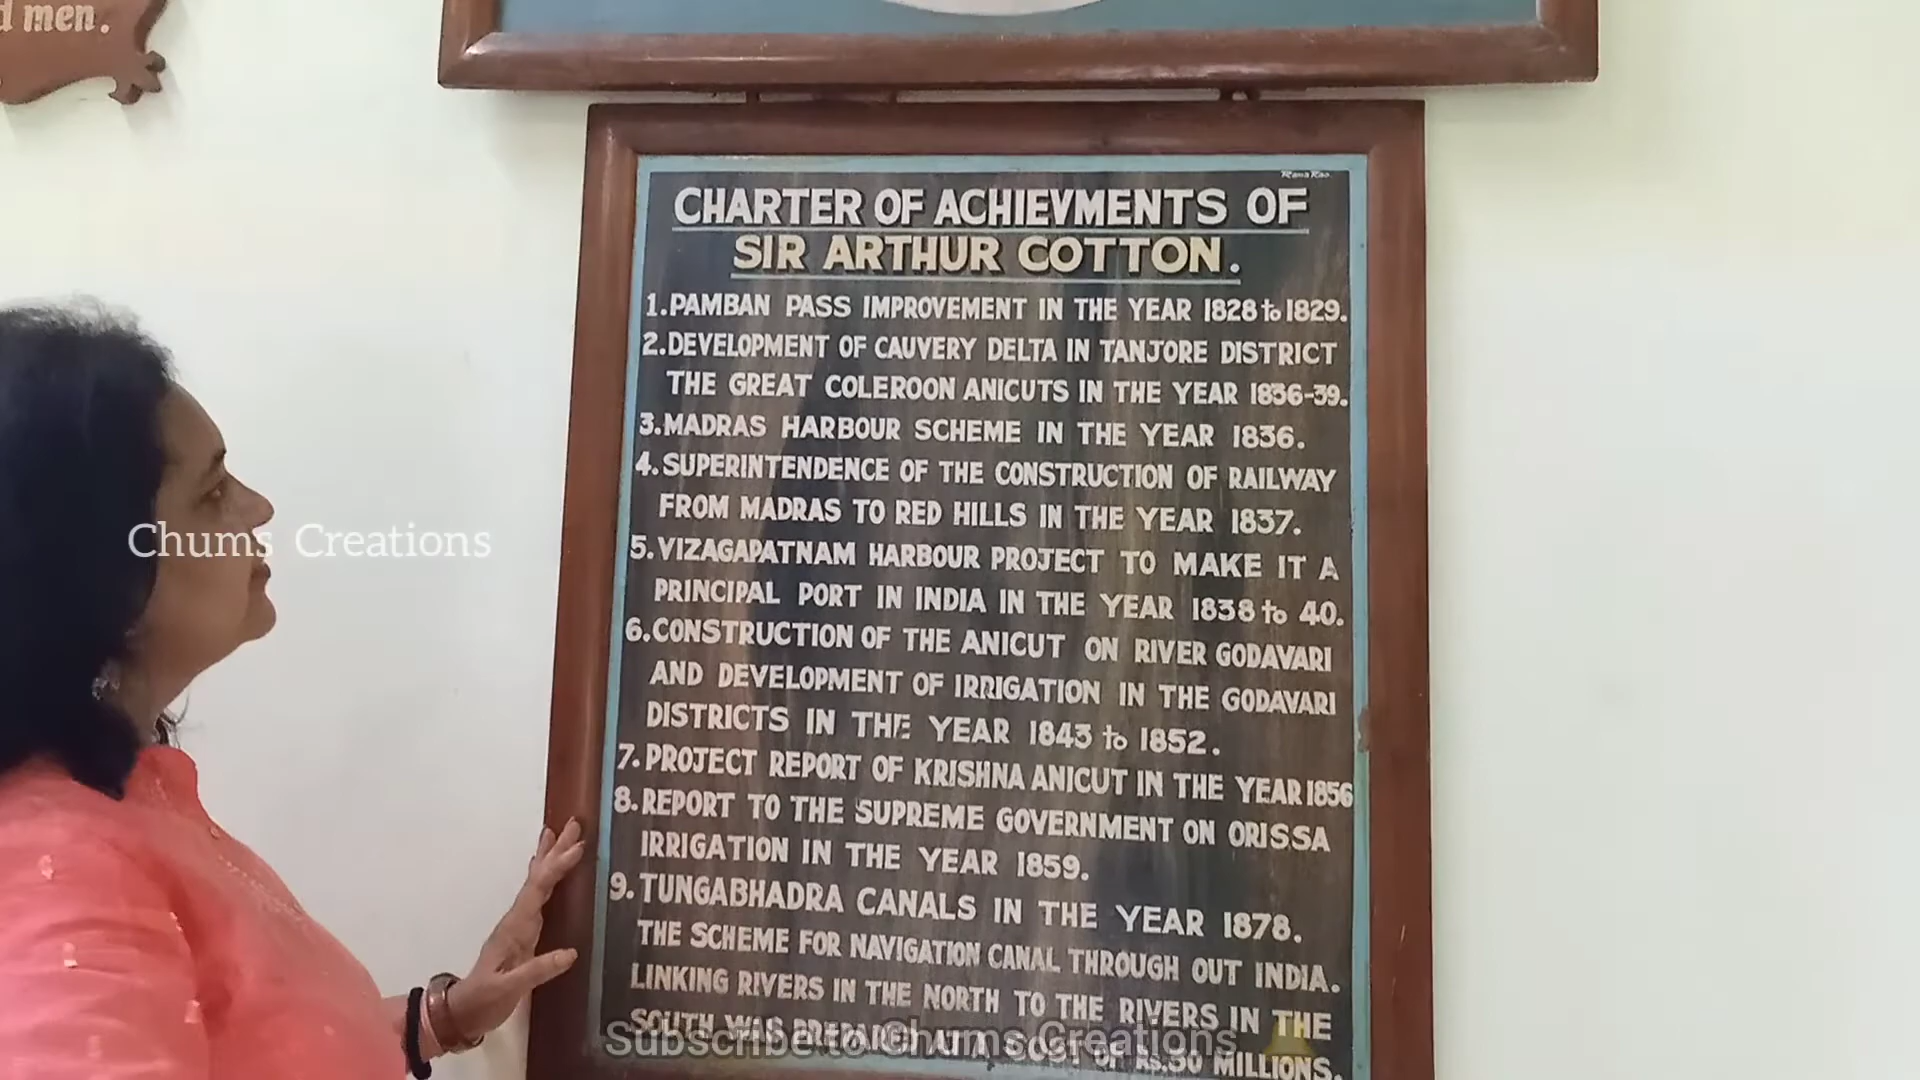 d men.
Rama Rao
CHARTER OF ACHIEVMENTS OF
SIR ARTHUR COTTON.
1.PAMBAN PASS IMPROVEMENT IN THE YEAR 1828 to 1829.
2.DEVELOPMENT OF CAUVERY DELTA IN TANJORE DISTRICT
THE GREAT COLEROON ANICUTS IN THE YEAR 1836-39.
3.MADRAS HARBOUR SCHEME IN THE YEAR 1836.
4.SUPERINTENDENCE OF THE CONSTRUCTION OF RAILWAY
FROM MADRAS TO RED HILLS IN THE YEAR 1837.
Chums Creations
5.VIZAGAPATNAM HARBOUR PROJECT TO MAKE IT A
PRINCIPAL PORT IN INDIA IN THE YEAR 1838 to 40.
6.CONSTRUCTION OF THE ANICUT ON RIVER GODAVARI
AND DEVELOPMENT OF IRRIGATION IN THE GODAVARI
DISTRICTS IN THE YEAR 1843 to 1852.
7.PROJECT REPORT OF KRISHNA ANICUT IN THE YEAR 1856
8.REPORT TO THE SUPREME GOVERNMENT ON ORISSA
IRRIGATION IN THE YEAR 1859.
9.TUNGABHADRA CANALS IN THE YEAR 1878.
THE SCHEME FOR NAVIGATION CANAL THROUGH OUT INDIA.
LINKING RIVERS IN THE NORTH TO THE RIVERS IN THE
SOUTH WAS PREPARED AT A COST OF Rs.30 MILLIONS.
Subscribe to Chums Creations